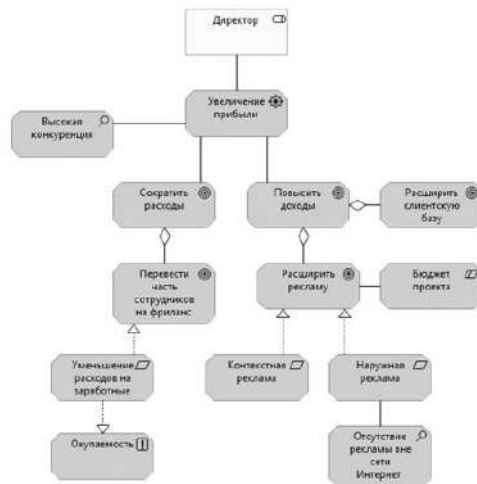 Директор
Увеличение
прибыли
Высокая
конкуренция
Сократить
расходы
Повысить
доходы
Расширить
клиентскую
базу
Перевести
часть
сотрудников
на фриланс
Расширить
рекламу
Бюджет
проекта
Уменьшение
расходов на
заработные
Контекстная
реклама
Наружная
реклама
Окупаемость
Отсутствие
рекламы вне
сети
Интернет